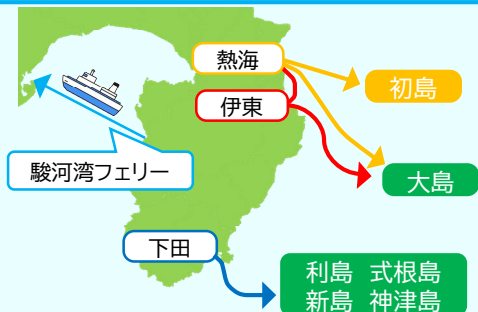 熱海
初島
伊東
駿河湾フェリー
大島
下田
利島 式根島
新島 神津島